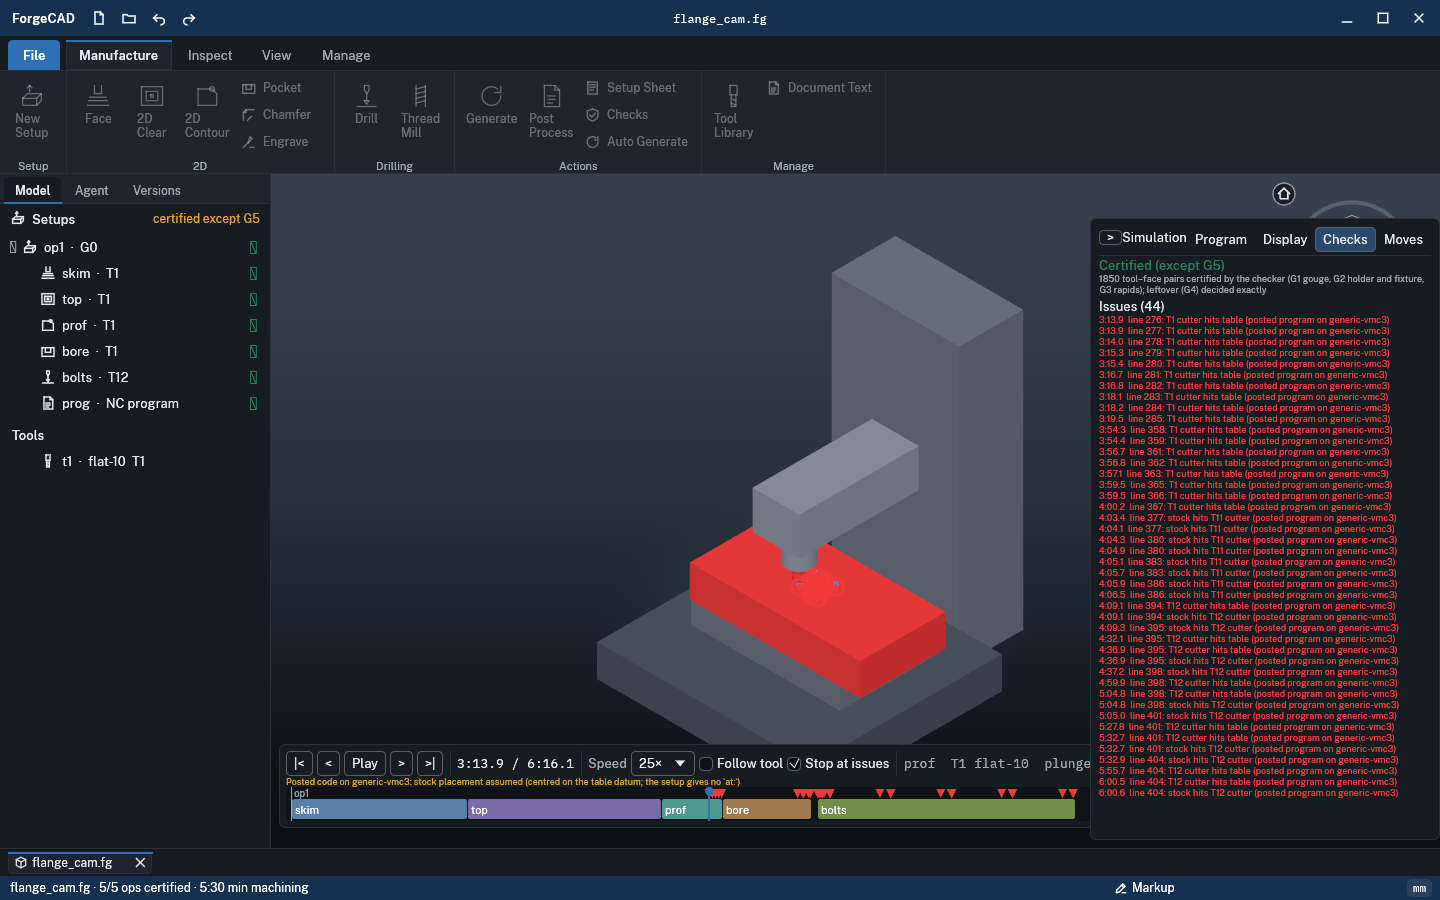 ForgeCAD
flange_cam.fg
File
Manufacture
Inspect
View
Manage
New Setup
Face
2D Clear
2D Contour
Pocket
Chamfer
Engrave
Drill
Thread Mill
Generate
Post Process
Setup Sheet
Checks
Auto Generate
Tool Library
Document Text
Setup
2D
Drilling
Actions
Manage
Model
Agent
Versions
Setups
certified except G5
op1 · G0
skim · T1
top · T1
prof · T1
bore · T1
bolts · T12
prog · NC program
Tools
t1 · flat-10 T1
> Simulation
Program
Display
Checks
Moves
Certified (except G5)
1850 tool-face pairs certified by the checker (G1 gouge, G2 holder and fixture,
G3 rapids); leftover (G4) decided exactly
Issues (44)
3:13.9 line 276: T1 cutter hits table (posted program on generic-vmc3)
3:13.9 line 277: T1 cutter hits table (posted program on generic-vmc3)
3:14.0 line 278: T1 cutter hits table (posted program on generic-vmc3)
3:15.3 line 279: T1 cutter hits table (posted program on generic-vmc3)
3:15.4 line 280: T1 cutter hits table (posted program on generic-vmc3)
3:16.7 line 281: T1 cutter hits table (posted program on generic-vmc3)
3:16.8 line 282: T1 cutter hits table (posted program on generic-vmc3)
3:18.1 line 283: T1 cutter hits table (posted program on generic-vmc3)
3:18.2 line 284: T1 cutter hits table (posted program on generic-vmc3)
3:19.5 line 285: T1 cutter hits table (posted program on generic-vmc3)
3:54.3 line 358: T1 cutter hits table (posted program on generic-vmc3)
3:54.4 line 359: T1 cutter hits table (posted program on generic-vmc3)
3:56.7 line 361: T1 cutter hits table (posted program on generic-vmc3)
3:56.8 line 362: T1 cutter hits table (posted program on generic-vmc3)
3:57.1 line 363: T1 cutter hits table (posted program on generic-vmc3)
3:59.5 line 365: T1 cutter hits table (posted program on generic-vmc3)
3:59.5 line 366: T1 cutter hits table (posted program on generic-vmc3)
4:00.2 line 367: T1 cutter hits table (posted program on generic-vmc3)
4:03.4 line 377: stock hits T11 cutter (posted program on generic-vmc3)
4:04.1 line 377: stock hits T11 cutter (posted program on generic-vmc3)
4:04.3 line 380: stock hits T11 cutter (posted program on generic-vmc3)
4:04.9 line 380: stock hits T11 cutter (posted program on generic-vmc3)
4:05.1 line 383: stock hits T11 cutter (posted program on generic-vmc3)
4:05.7 line 383: stock hits T11 cutter (posted program on generic-vmc3)
4:05.9 line 386: stock hits T11 cutter (posted program on generic-vmc3)
4:06.5 line 386: stock hits T11 cutter (posted program on generic-vmc3)
4:09.1 line 394: T12 cutter hits table (posted program on generic-vmc3)
4:09.1 line 394: stock hits T12 cutter (posted program on generic-vmc3)
4:09.3 line 395: stock hits T12 cutter (posted program on generic-vmc3)
4:32.1 line 395: T12 cutter hits table (posted program on generic-vmc3)
4:36.9 line 395: T12 cutter hits table (posted program on generic-vmc3)
4:36.9 line 395: stock hits T12 cutter (posted program on generic-vmc3)
4:37.2 line 398: stock hits T12 cutter (posted program on generic-vmc3)
4:59.9 line 398: T12 cutter hits table (posted program on generic-vmc3)
5:04.8 line 398: T12 cutter hits table (posted program on generic-vmc3)
5:04.8 line 398: stock hits T12 cutter (posted program on generic-vmc3)
5:05.0 line 401: stock hits T12 cutter (posted program on generic-vmc3)
5:27.8 line 401: T12 cutter hits table (posted program on generic-vmc3)
5:32.7 line 401: T12 cutter hits table (posted program on generic-vmc3)
5:32.7 line 401: stock hits T12 cutter (posted program on generic-vmc3)
5:32.9 line 404: stock hits T12 cutter (posted program on generic-vmc3)
5:55.7 line 404: T12 cutter hits table (posted program on generic-vmc3)
6:00.5 line 404: T12 cutter hits table (posted program on generic-vmc3)
6:00.6 line 404: stock hits T12 cutter (posted program on generic-vmc3)
|< < Play > >| 3:13.9 / 6:16.1 Speed 25× Follow tool Stop at issues prof T1 flat-10 plunge
Posted code on generic-vmc3: stock placement assumed (centred on the table datum; the setup gives no 'at:')
op1
skim
top
prof
bore
bolts
flange_cam.fg
flange_cam.fg · 5/5 ops certified · 5:30 min machining
Markup
mm